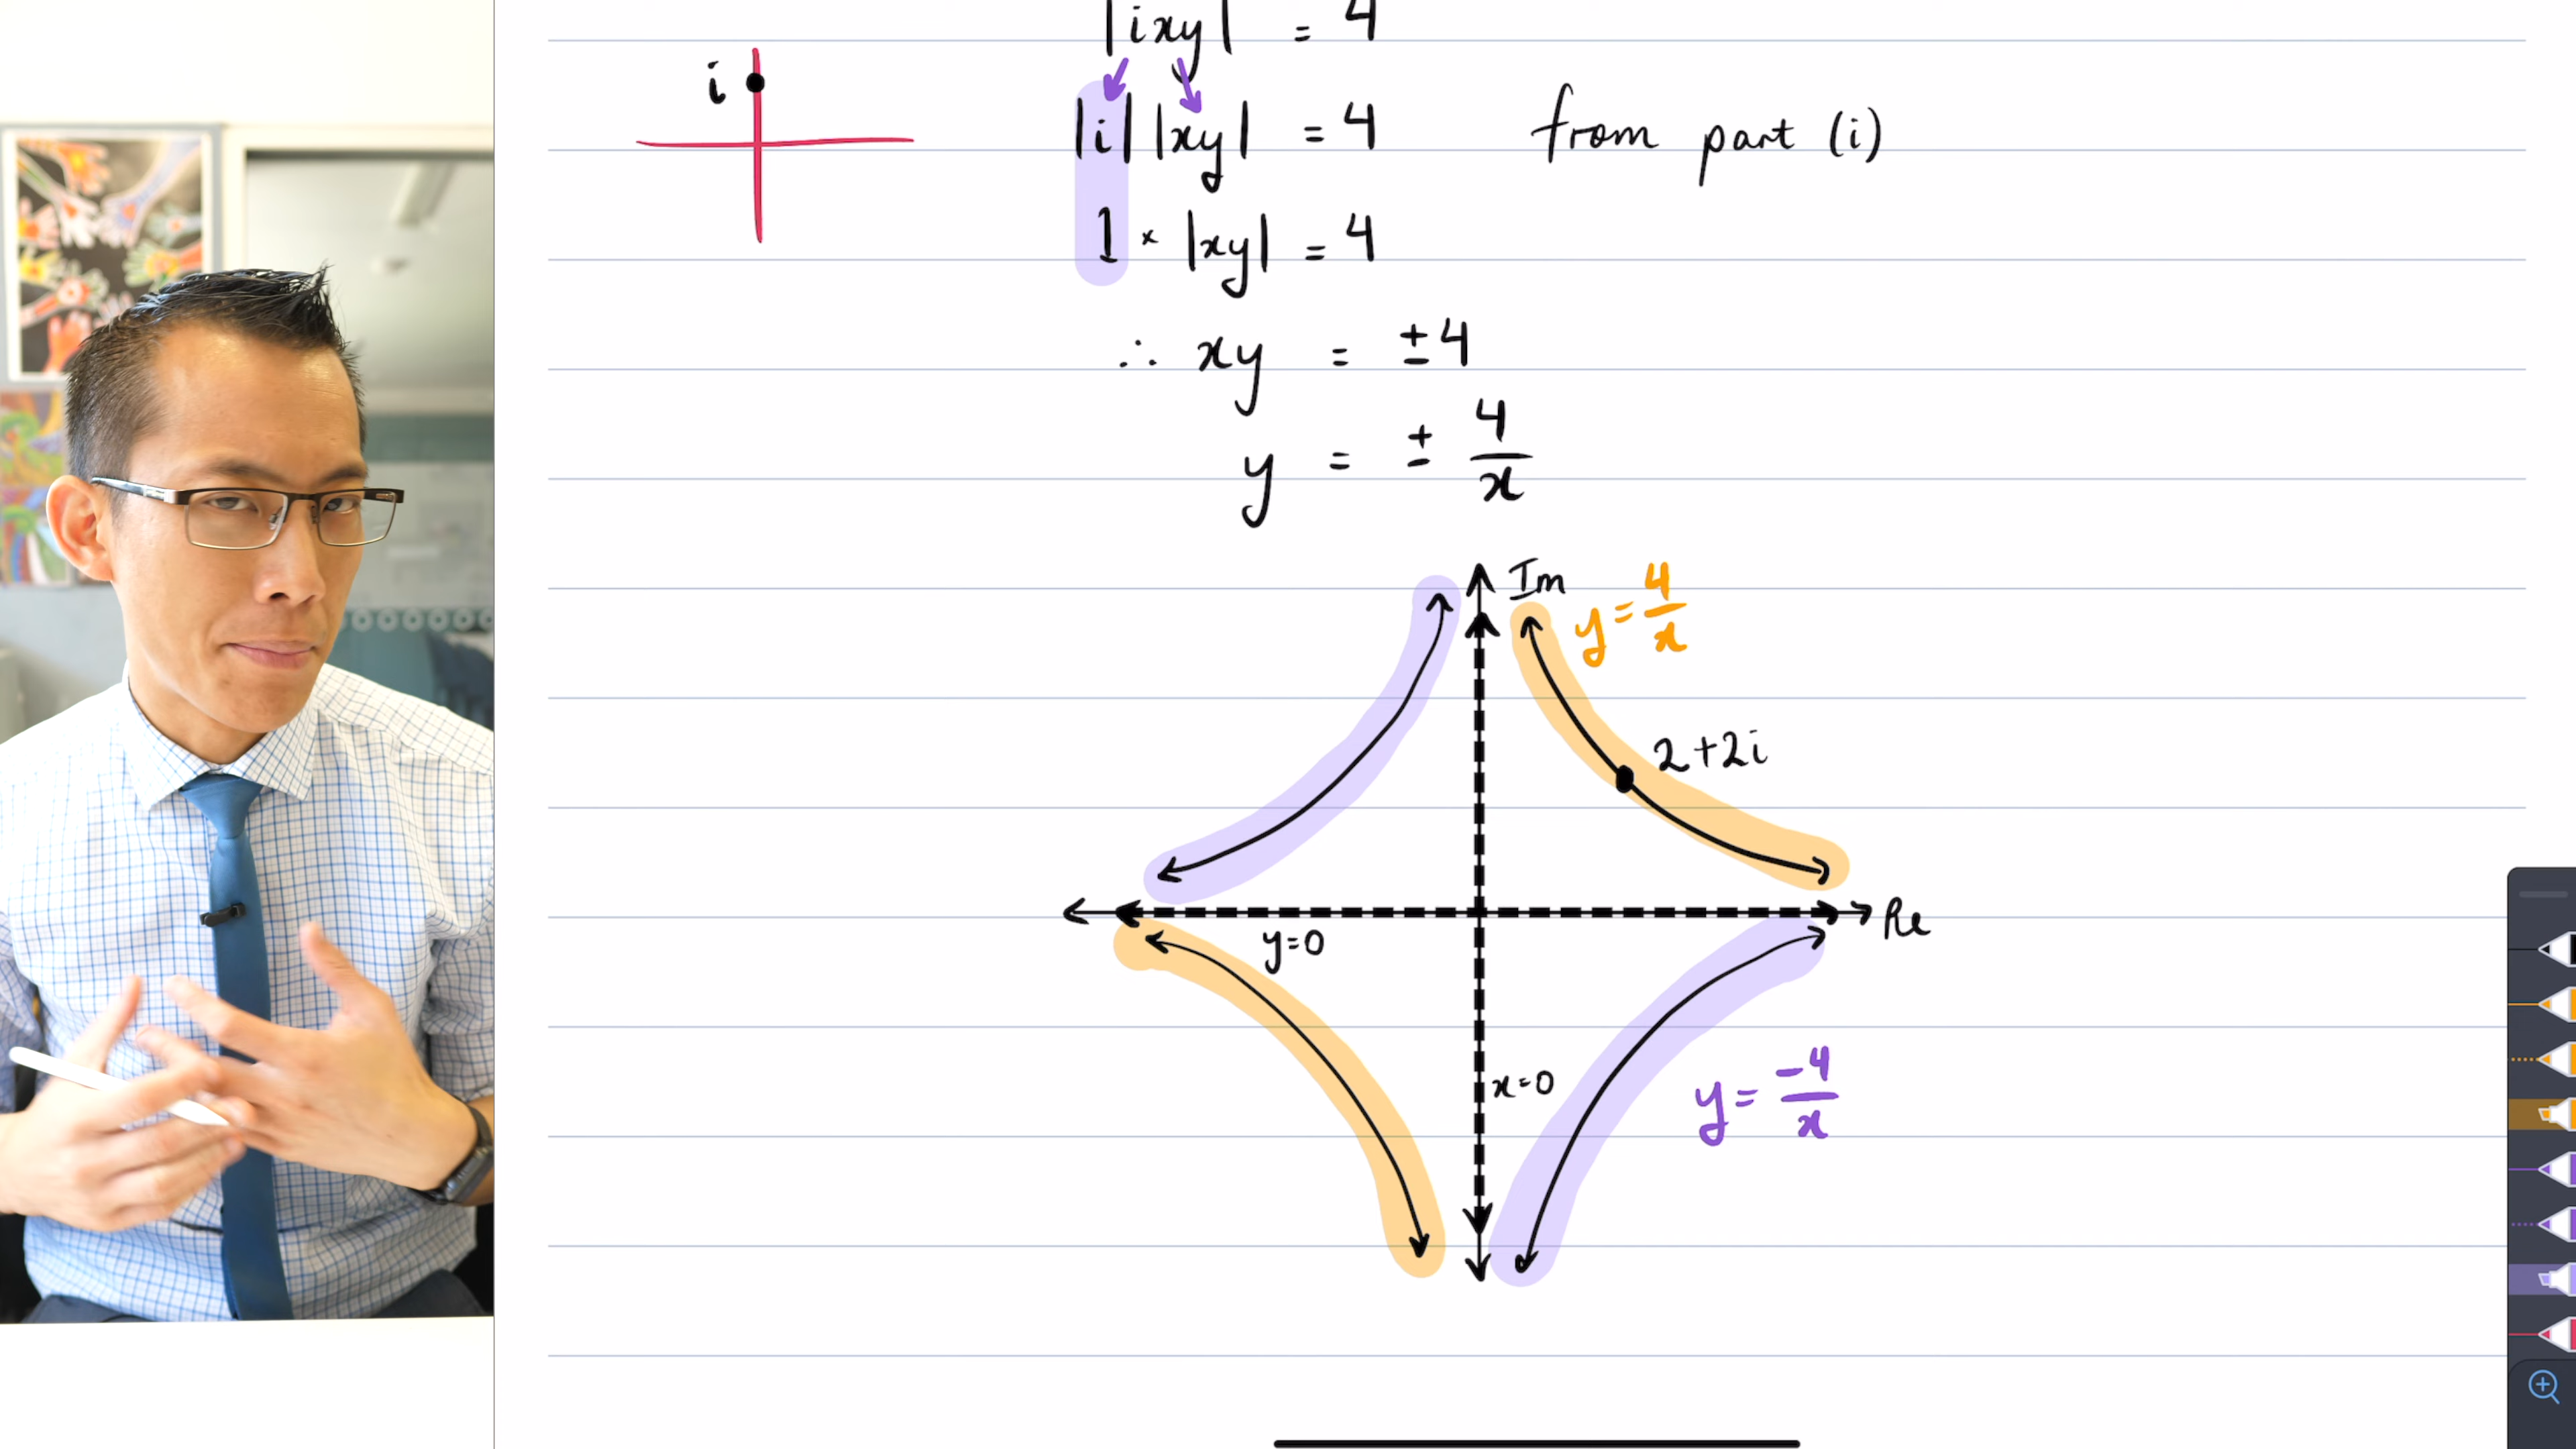 |ixy| = 4
i
|i| |xy| = 4 from part (i)
1 × |xy| = 4
∴ xy = ±4
y = ± 4/x
Im
y = 4/x
2+2i
Re
y=0
x=0
y = -4/x